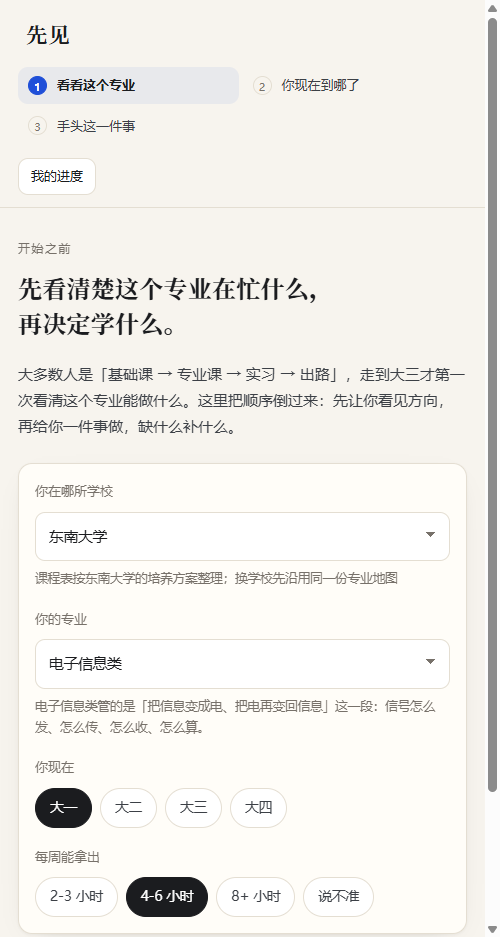 先见
1 看看这个专业
2 你现在到哪了
3 手头这一件事
我的进度
开始之前
先看清楚这个专业在忙什么，
再决定学什么。
大多数人是「基础课 → 专业课 → 实习 → 出路」，走到大三才第一
次看清这个专业能做什么。这里把顺序倒过来：先让你看见方向，
再给你一件事做，缺什么补什么。
你在哪所学校
东南大学
课程表按东南大学的培养方案整理；换学校先沿用同一份专业地图
你的专业
电子信息类
电子信息类管的是「把信息变成电、把电再变回信息」这一段：信号怎么
发、怎么传、怎么收、怎么算。
你现在
大一 大二 大三 大四
每周能拿出
2-3 小时 4-6 小时 8+ 小时 说不准